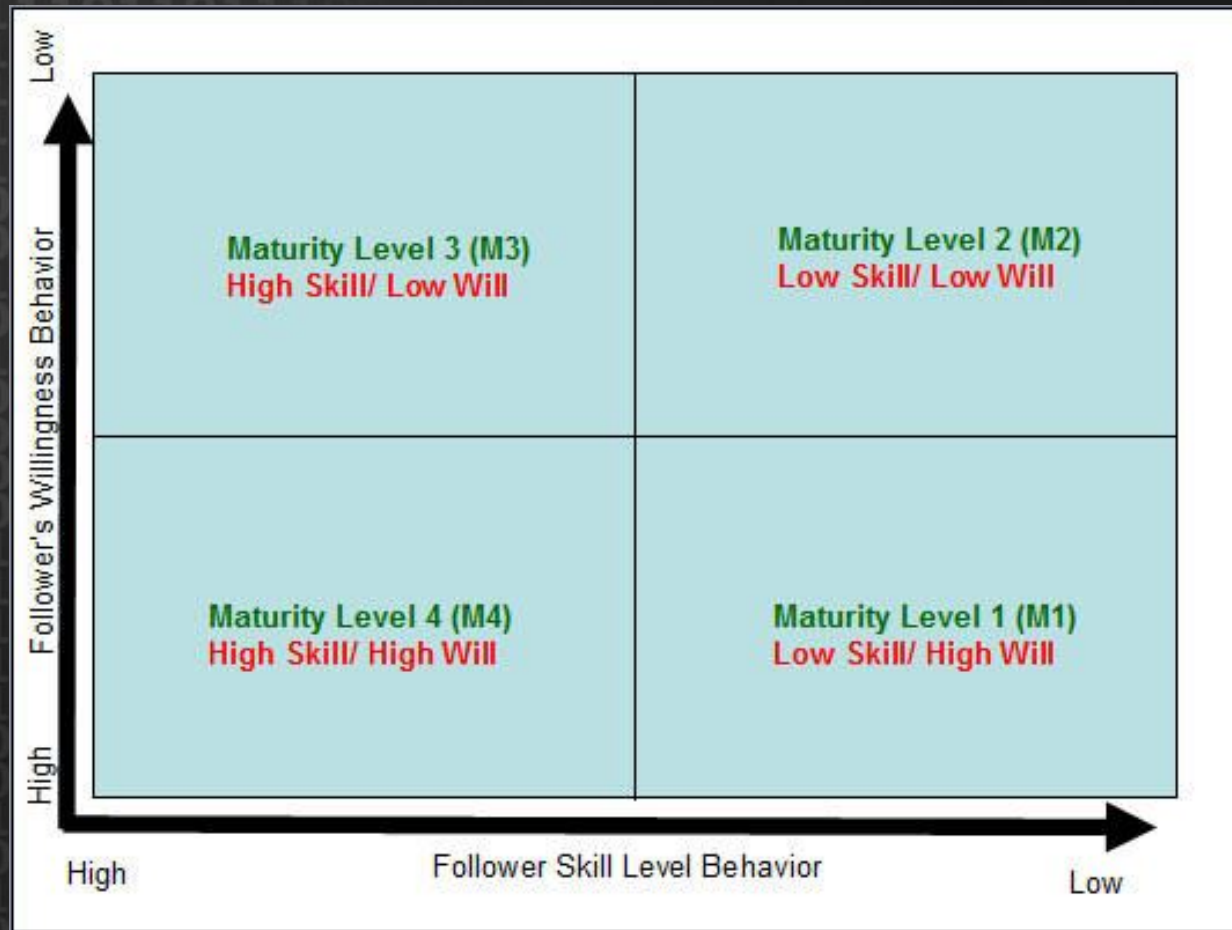 Low
Follower's Willingness Behavior
High
Maturity Level 3 (M3)
High Skill/ Low Will
Maturity Level 2 (M2)
Low Skill/ Low Will
Maturity Level 4 (M4)
High Skill/ High Will
Maturity Level 1 (M1)
Low Skill/ High Will
High
Follower Skill Level Behavior
Low